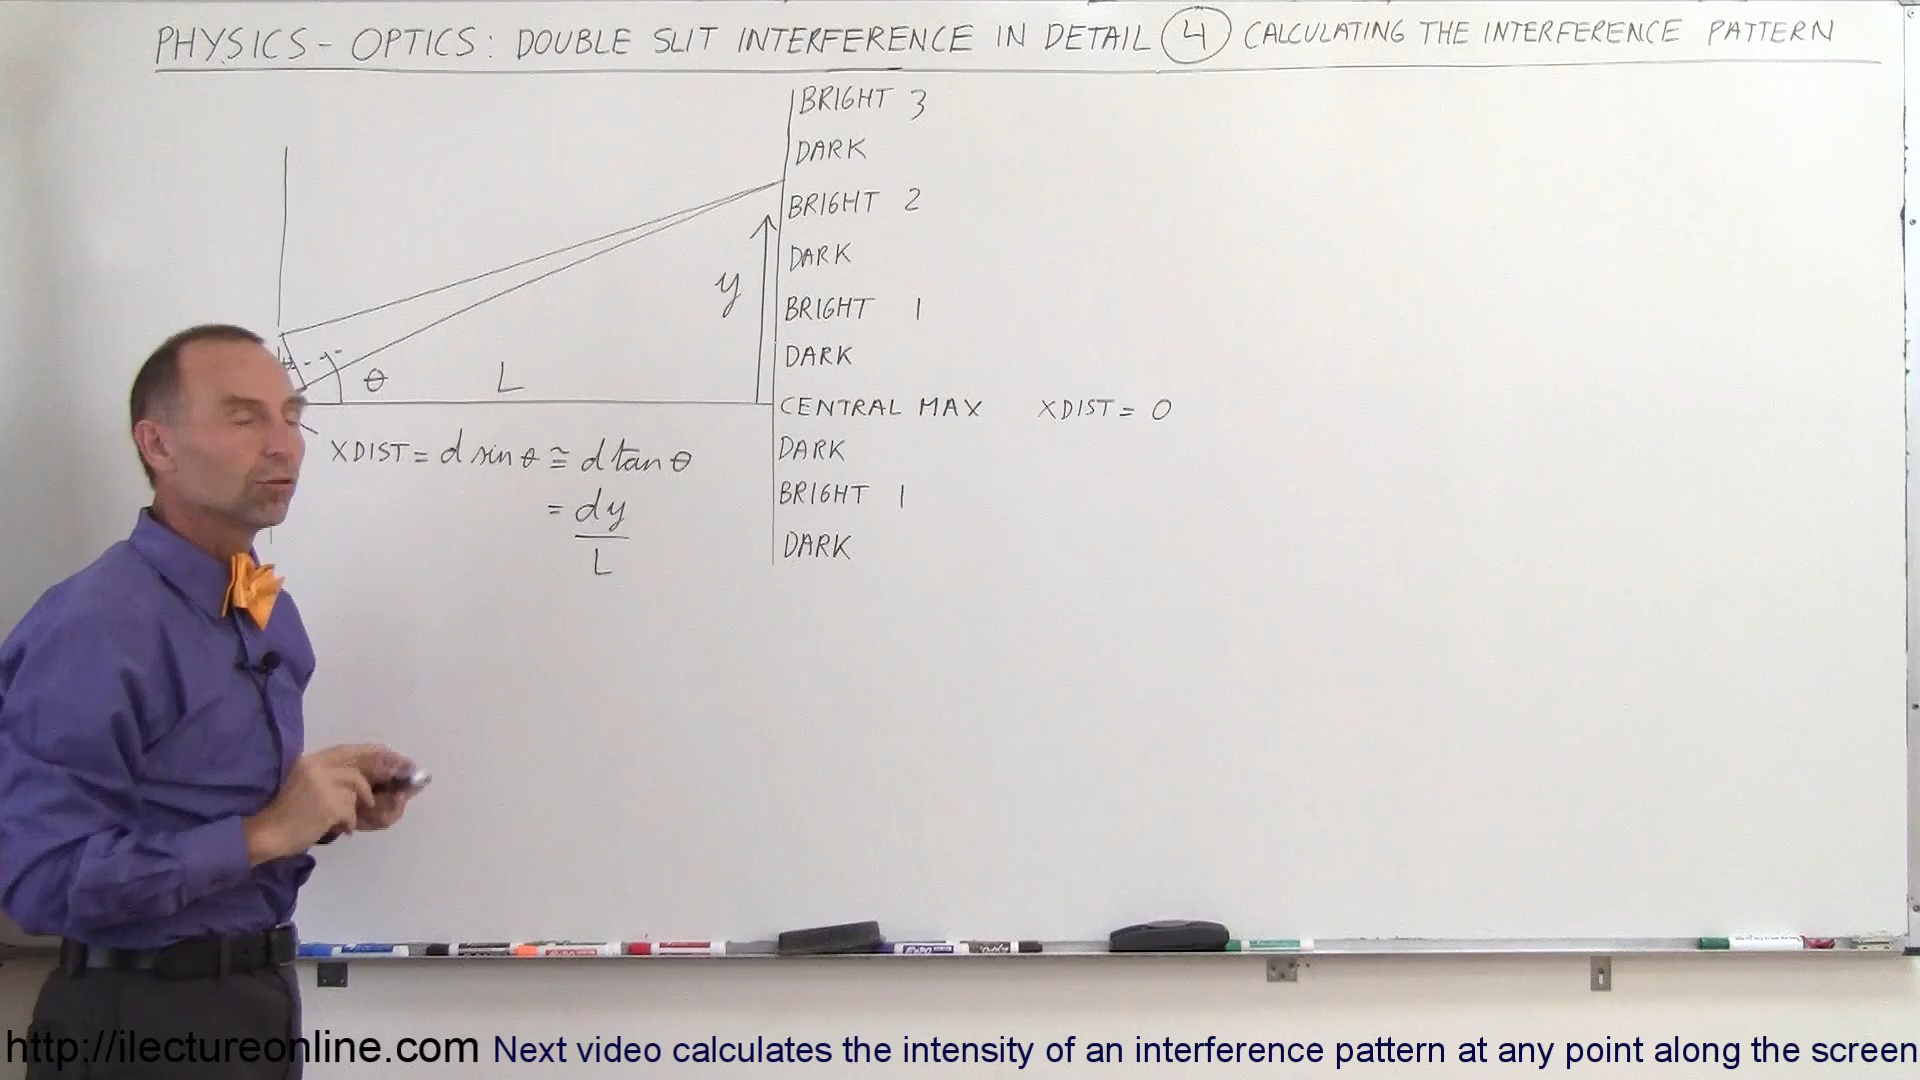 PHYSICS - OPTICS: DOUBLE SLIT INTERFERENCE IN DETAIL 4 CALCULATING THE INTERFERENCE PATTERN
BRIGHT 3
DARK
BRIGHT 2
DARK
y
BRIGHT 1
DARK
θ
θ
L
CENTRAL MAX XDIST = 0
XDIST = d sin θ ≅ d tan θ
DARK
= dy
L
BRIGHT 1
DARK
http://ilectureonline.com Next video calculates the intensity of an interference pattern at any point along the screen